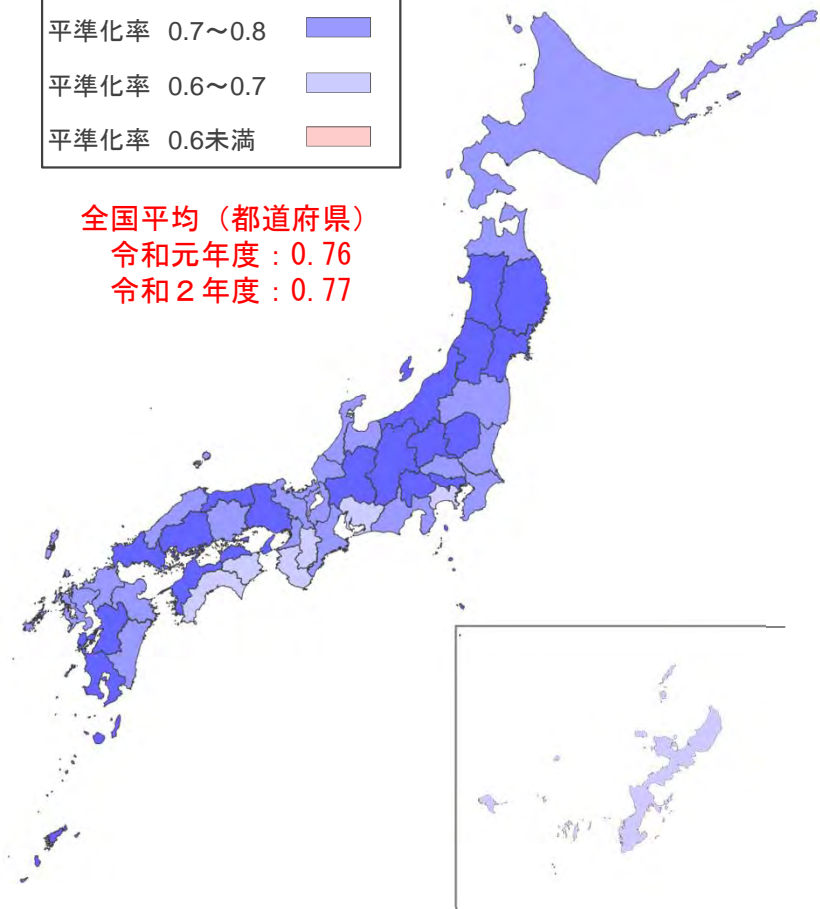 平準化率 0.7～0.8
平準化率 0.6～0.7
平準化率 0.6未満
全国平均（都道府県）
令和元年度：0.76
令和２年度：0.77